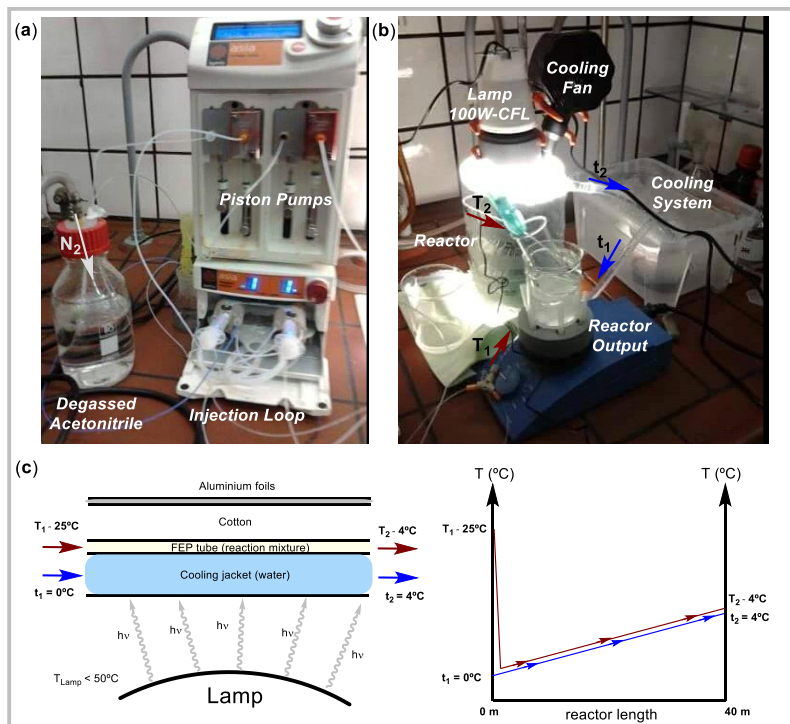 (a)
asia
Piston Pumps
N2
Degassed
Acetonitrile
Injection Loop
(b)
Lamp
100W-CFL
Cooling
Fan
t2
Cooling
System
T2
t1
Reactor
T1
Reactor
Output
(c)
Aluminium foils
Cotton
T1 - 25ºC
T2 - 4ºC
FEP tube (reaction mixture)
Cooling jacket (water)
t1 = 0ºC
t2 = 4ºC
hν
hν
hν
hν
hν
TLamp < 50ºC
Lamp
T (ºC)
T (ºC)
T1 - 25ºC
T2 - 4ºC
t2 = 4ºC
t1 = 0ºC
0 m
reactor length
40 m